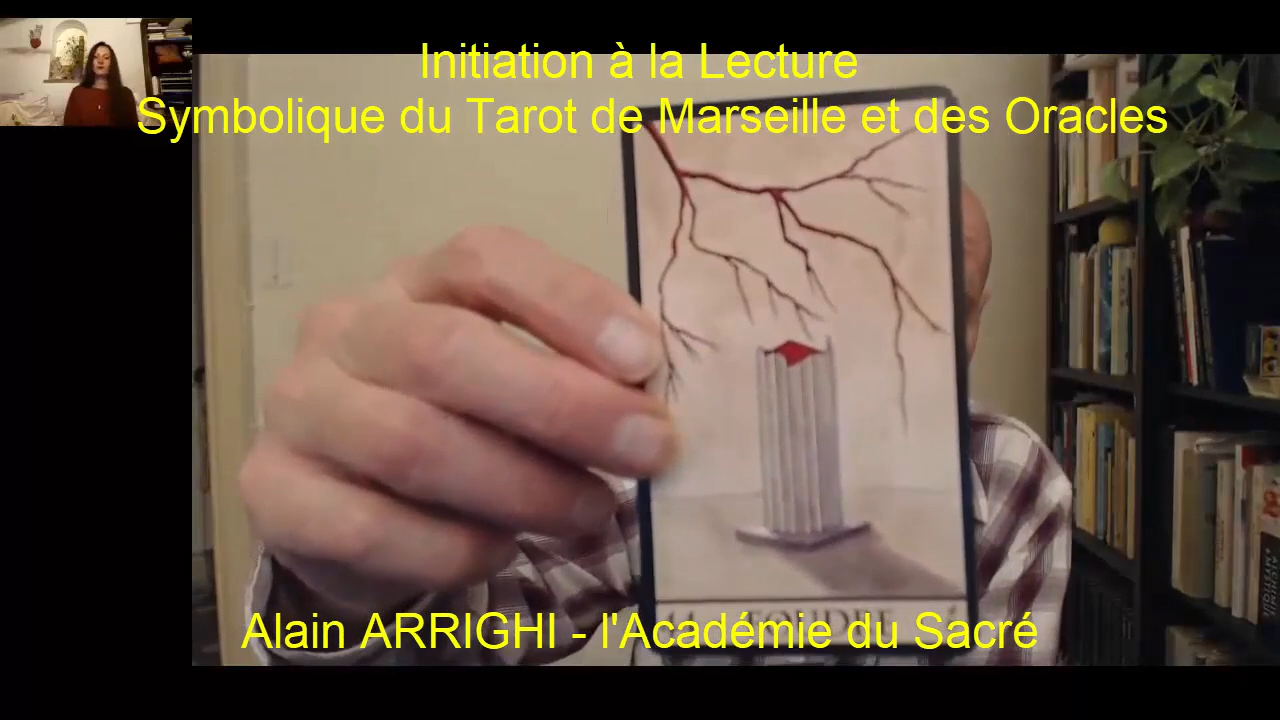 Initiation à la Lecture
Symbolique du Tarot de Marseille et des Oracles
Alain ARRIGHI - l'Académie du Sacré